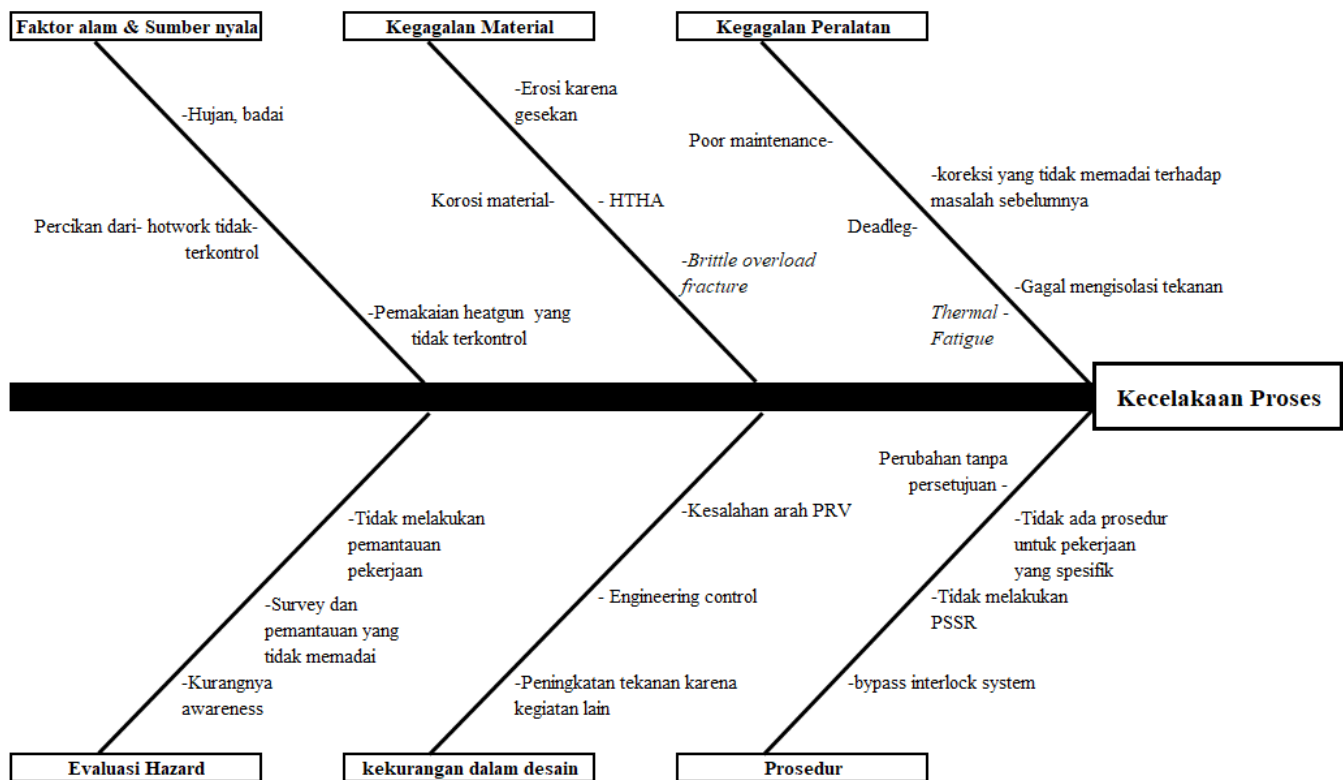 Faktor alam & Sumber nyala
Kegagalan Material
Kegagalan Peralatan
-Hujan, badai
Percikan dari- hotwork tidak-
terkontrol
-Pemakaian heatgun yang
tidak terkontrol
-Erosi karena
gesekan
Korosi material-
- HTHA
-Brittle overload
fracture
Poor maintenance-
-koreksi yang tidak memadai terhadap
masalah sebelumnya
Deadleg-
-Gagal mengisolasi tekanan
Thermal -
Fatigue
Kecelakaan Proses
-Tidak melakukan
pemantauan
pekerjaan
-Survey dan
pemantauan yang
tidak memadai
-Kurangnya
awareness
-Kesalahan arah PRV
- Engineering control
-Peningkatan tekanan karena
kegiatan lain
Perubahan tanpa
persetujuan -
-Tidak ada prosedur
untuk pekerjaan
yang spesifik
-Tidak melakukan
PSSR
-bypass interlock system
Evaluasi Hazard
kekurangan dalam desain
Prosedur